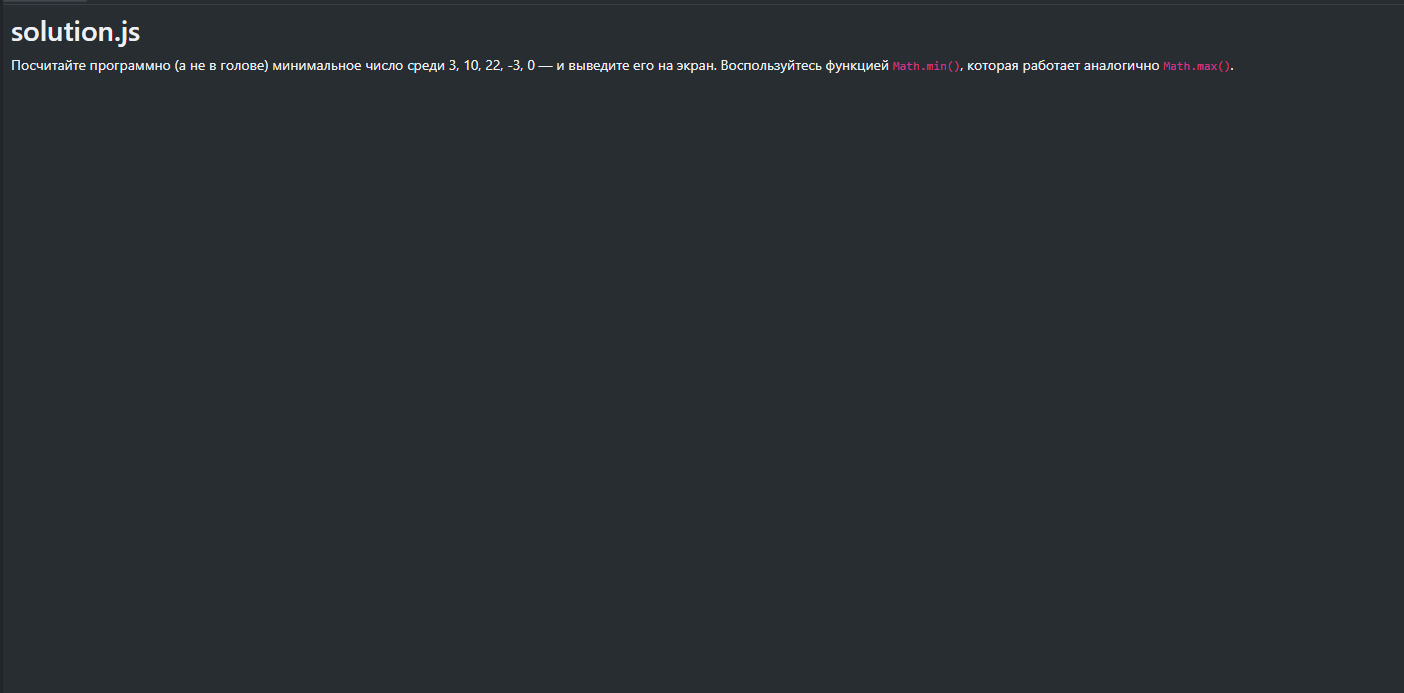 solution.js
Посчитайте программно (а не в голове) минимальное число среди 3, 10, 22, -3, 0 — и выведите его на экран. Воспользуйтесь функцией Math.min(), которая работает аналогично Math.max().